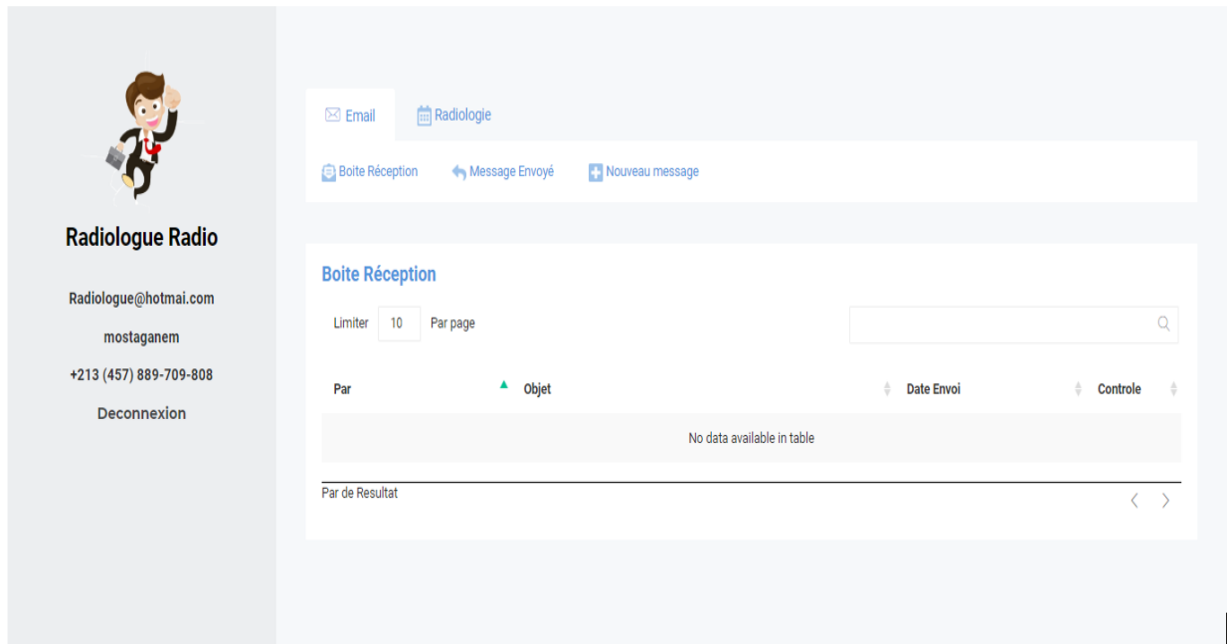 Radiologue Radio
Radiologue@hotmai.com
mostaganem
+213 (457) 889-709-808
Deconnexion
Email Radiologie
Boite Réception Message Envoyé Nouveau message
Boite Réception
Limiter 10 Par page
Par Objet Date Envoi Controle
No data available in table
Par de Resultat